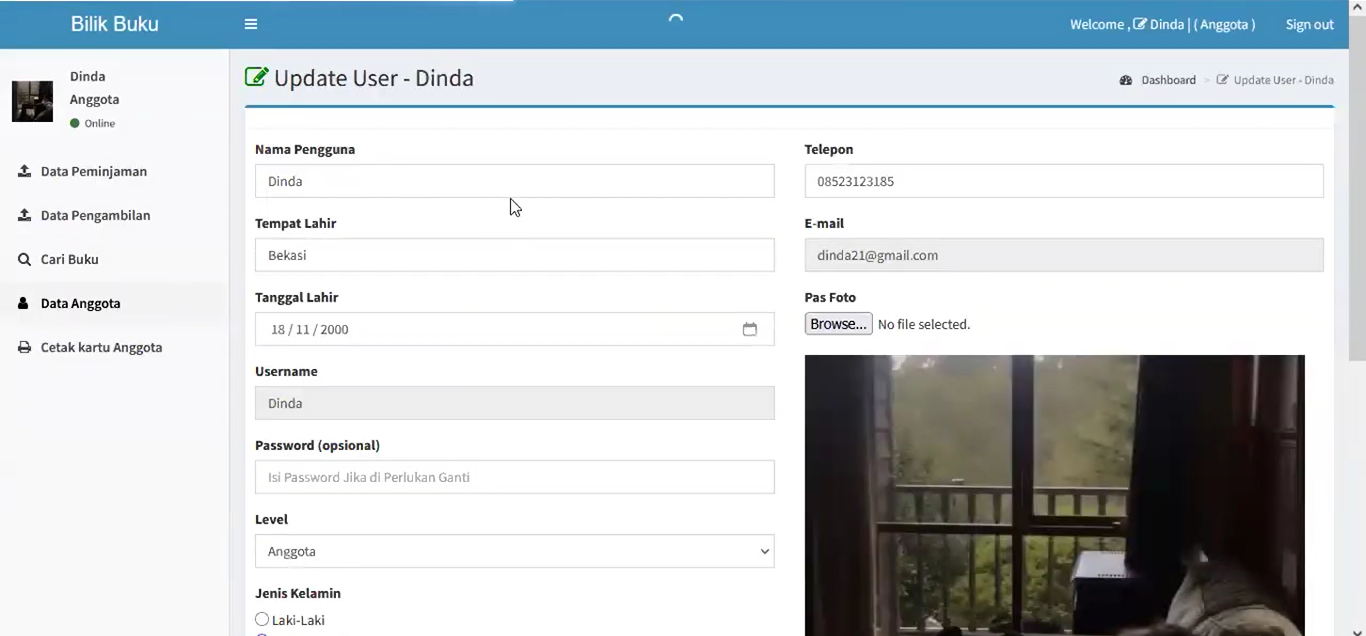 Bilik Buku
Welcome , Dinda | ( Anggota )
Sign out
Dinda
Anggota
Online
Data Peminjaman
Data Pengambilan
Cari Buku
Data Anggota
Cetak kartu Anggota
Update User - Dinda
Dashboard > Update User - Dinda
Nama Pengguna
Dinda
Tempat Lahir
Bekasi
Tanggal Lahir
18 / 11 / 2000
Username
Dinda
Password (opsional)
Isi Password Jika di Perlukan Ganti
Level
Anggota
Jenis Kelamin
Laki-Laki
Telepon
08523123185
E-mail
dinda21@gmail.com
Pas Foto
Browse... No file selected.